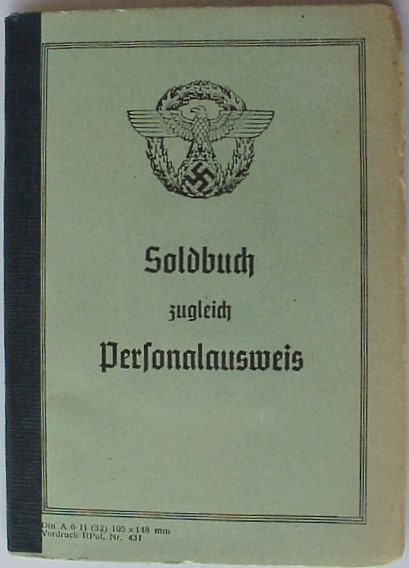 Soldbuch
zugleich
Personalausweis
Din A 6 H (32) 105 × 148 mm
Vordruck RPol. Nr. 431